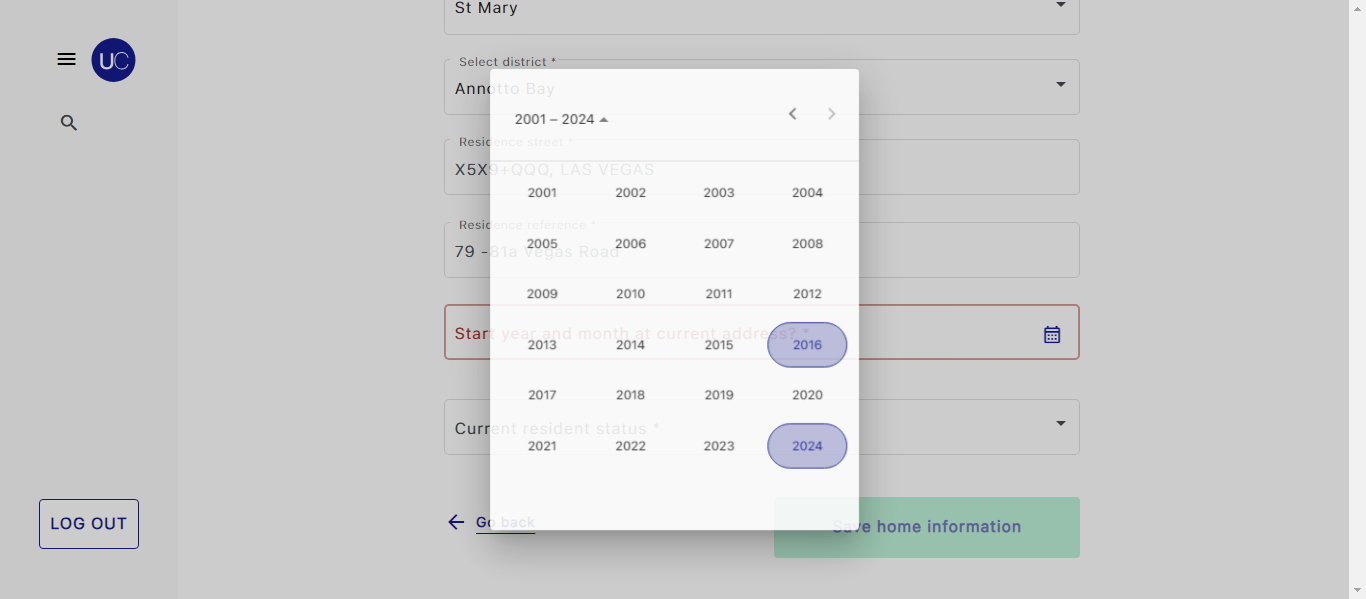 St Mary
UC
Select district *
Annotto Bay
2001 – 2024
Residence street *
X5X9+QQQ, LAS VEGAS
2001 2002 2003 2004
Residence reference *
79 -81a Vegas Road
2005 2006 2007 2008
2009 2010 2011 2012
Start year and month at current address? *
2013 2014 2015 2016
2017 2018 2019 2020
Current resident status *
2021 2022 2023 2024
LOG OUT
Go back
Save home information